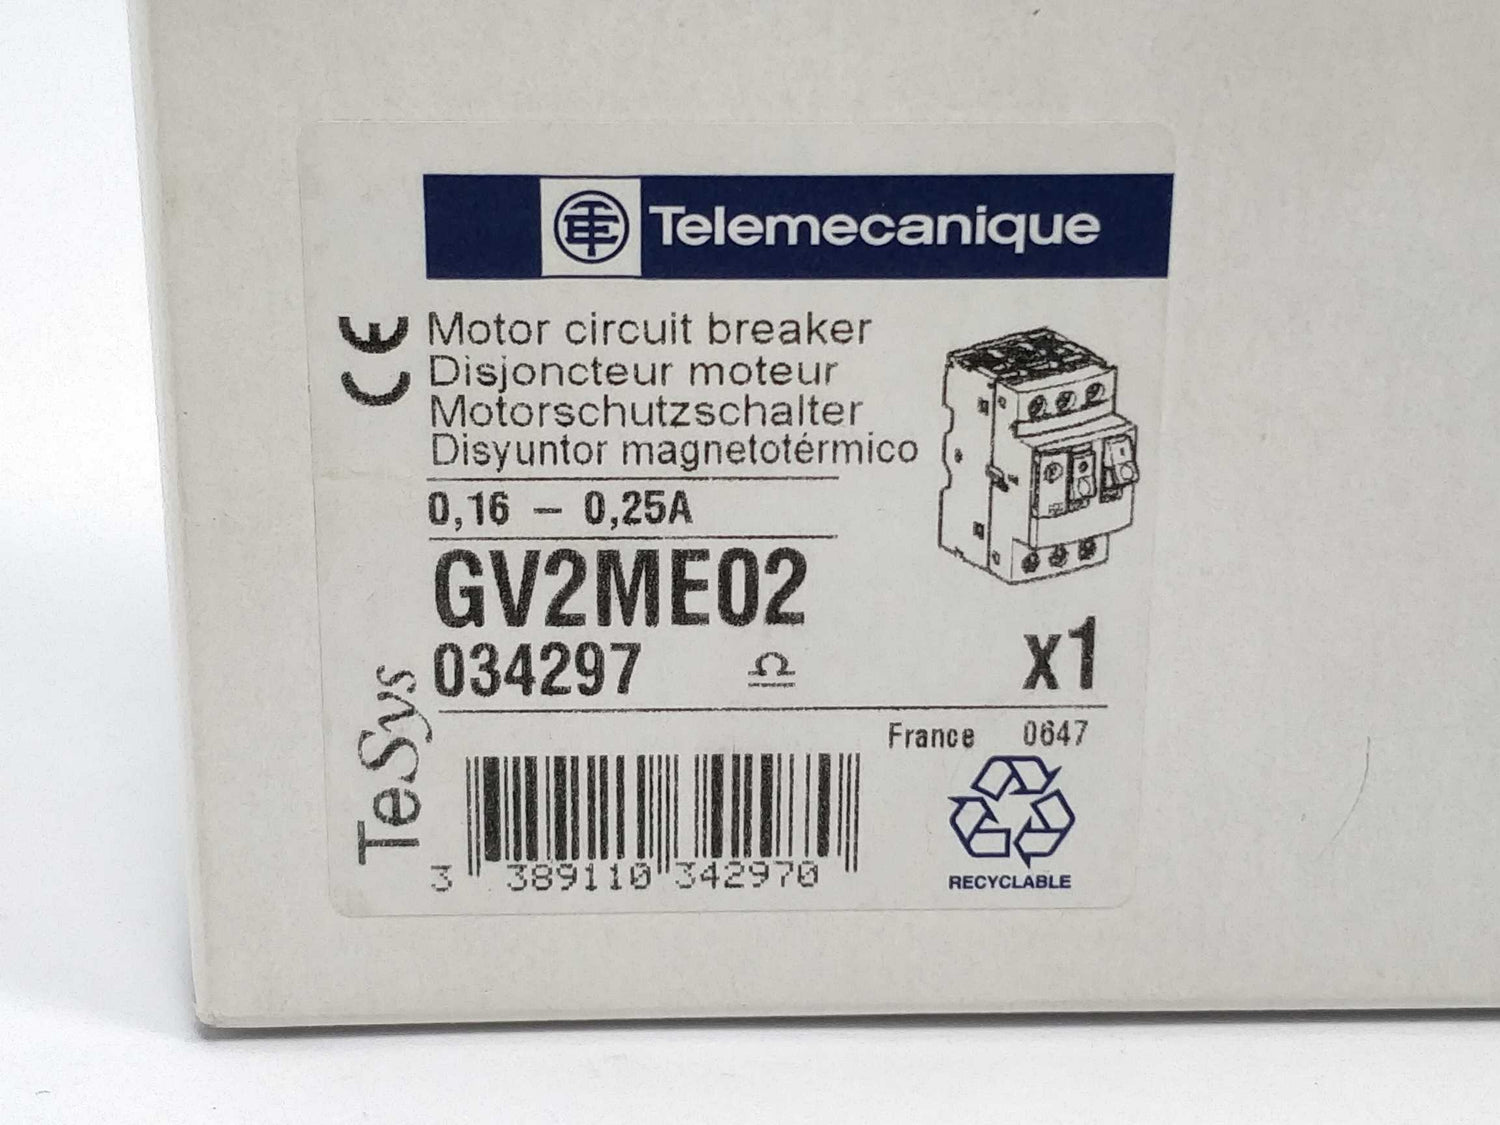 Telemecanique
CE
Motor circuit breaker
Disjoncteur moteur
Motorschutzschalter
Disyuntor magnetotérmico
0,16 – 0,25A
GV2ME02
034297
x1
TeSys
France 0647
3 389110 342970
RECYCLABLE